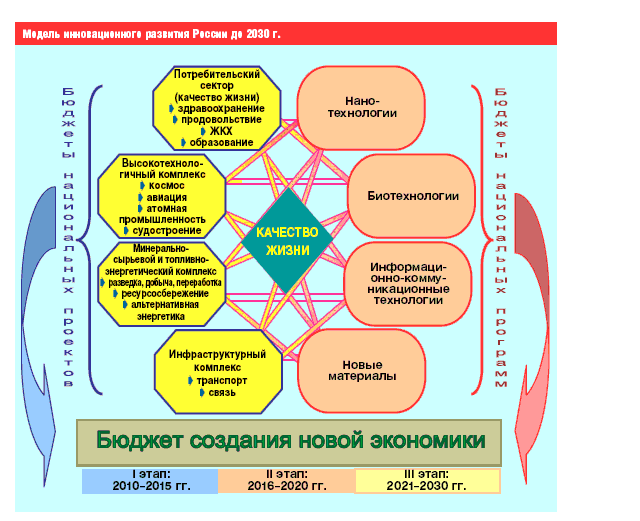 Модель инновационного развития России до 2030 г.
Бюджеты национальных проектов
Потребительский
сектор
(качество жизни)
здравоохранение
продовольствие
ЖКХ
образование
Высокотехноло-
гичный комплекс
космос
авиация
атомная
промышленность
судостроение
Минерально-
сырьевой и топливно-
энергетический комплекс
разведка, добыча, переработка
ресурсосбережение
альтернативная
энергетика
Инфраструктурный
комплекс
транспорт
связь
КАЧЕСТВО
ЖИЗНИ
Нано-
технологии
Биотехнологии
Информаци-
онно-комму-
никационные
технологии
Новые
материалы
Бюджеты национальных программ
Бюджет создания новой экономики
I этап:
2010–2015 гг.
II этап:
2016–2020 гг.
III этап:
2021–2030 гг.